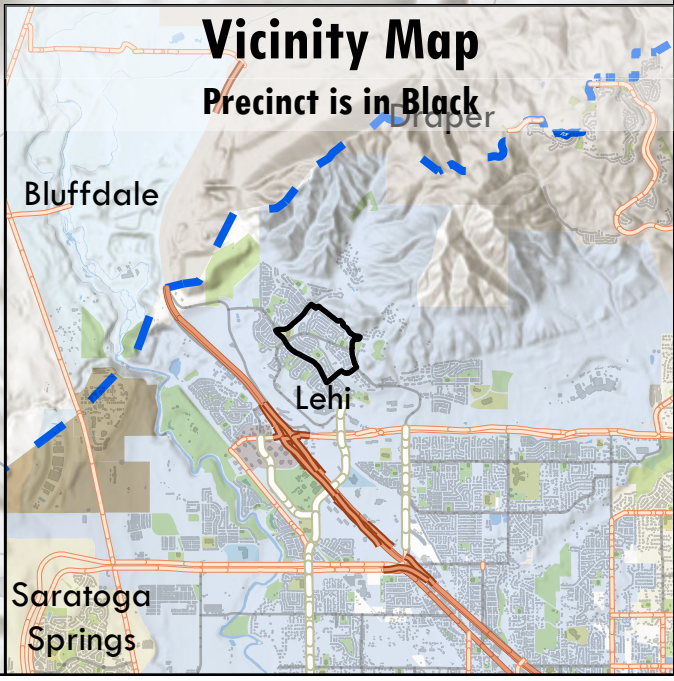 Vicinity Map
Precinct is in Black
Draper
Bluffdale
Lehi
Saratoga
Springs